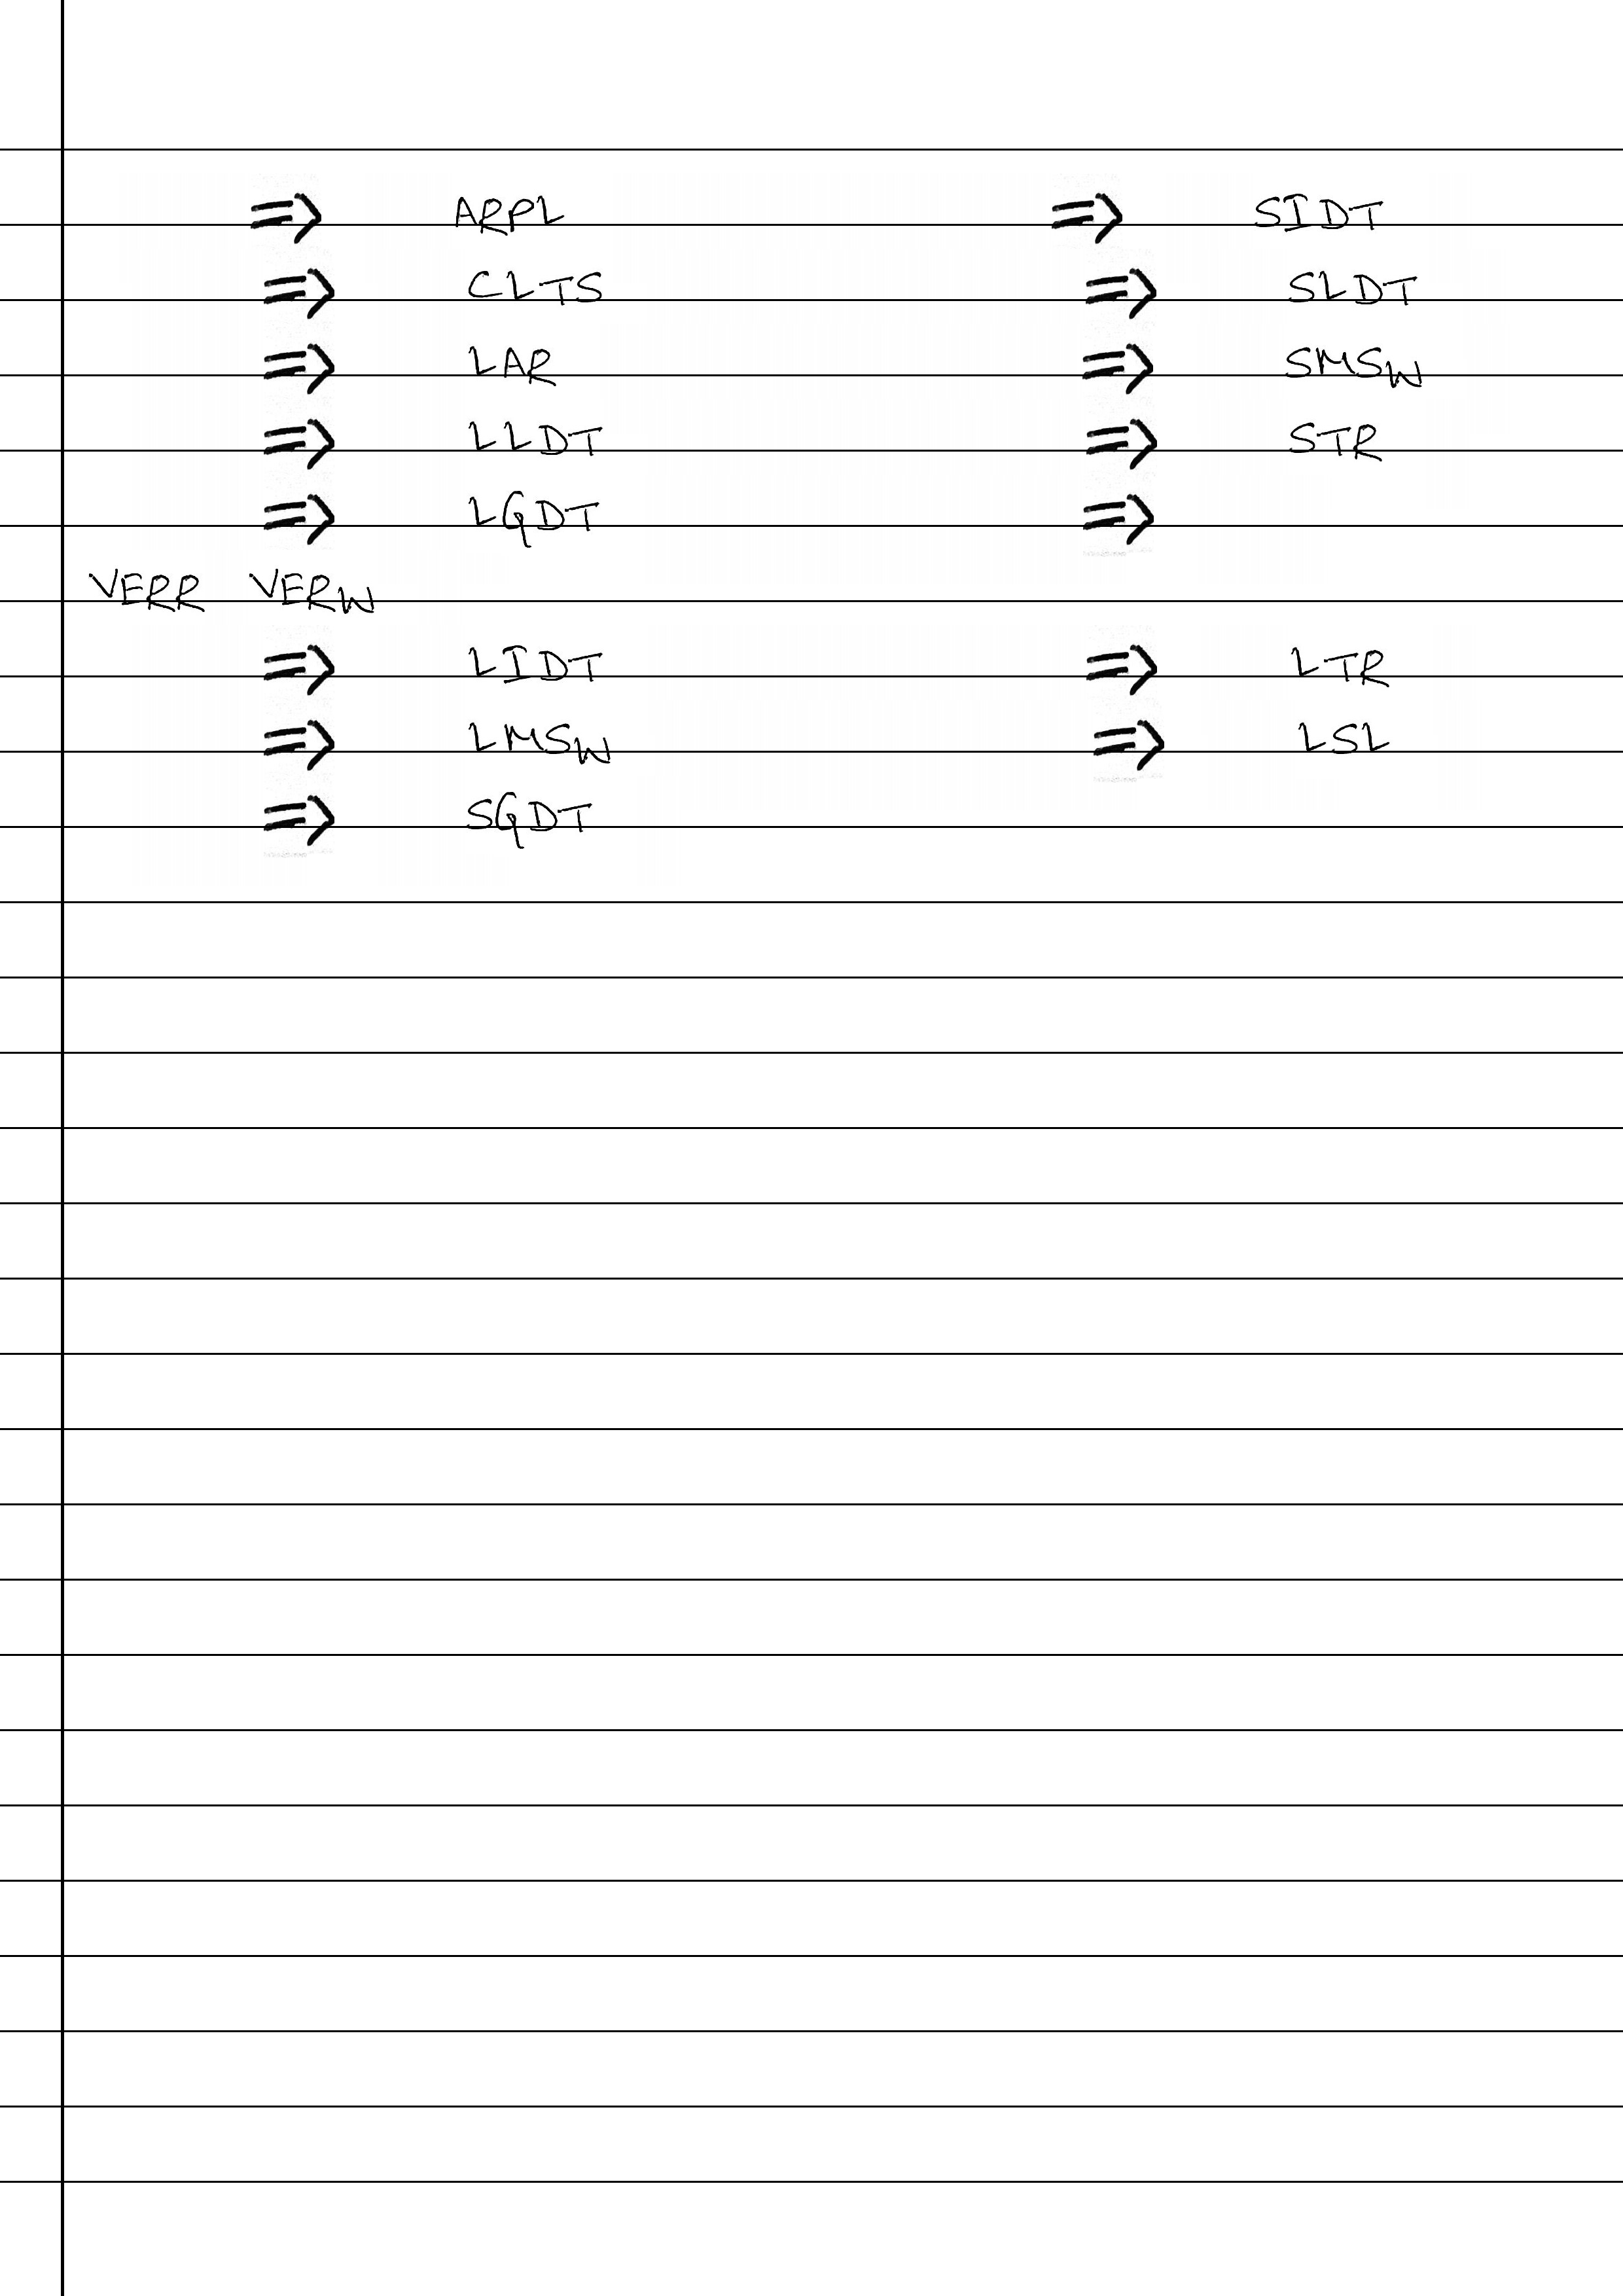 ⇒ ARPL ⇒ SIDT
⇒ CLTS ⇒ SLDT
⇒ LAR ⇒ SMSW
⇒ LLDT ⇒ STR
⇒ LGDT ⇒
VERR VERW
⇒ LIDT ⇒ LTR
⇒ LMSW ⇒ LSL
⇒ SGDT